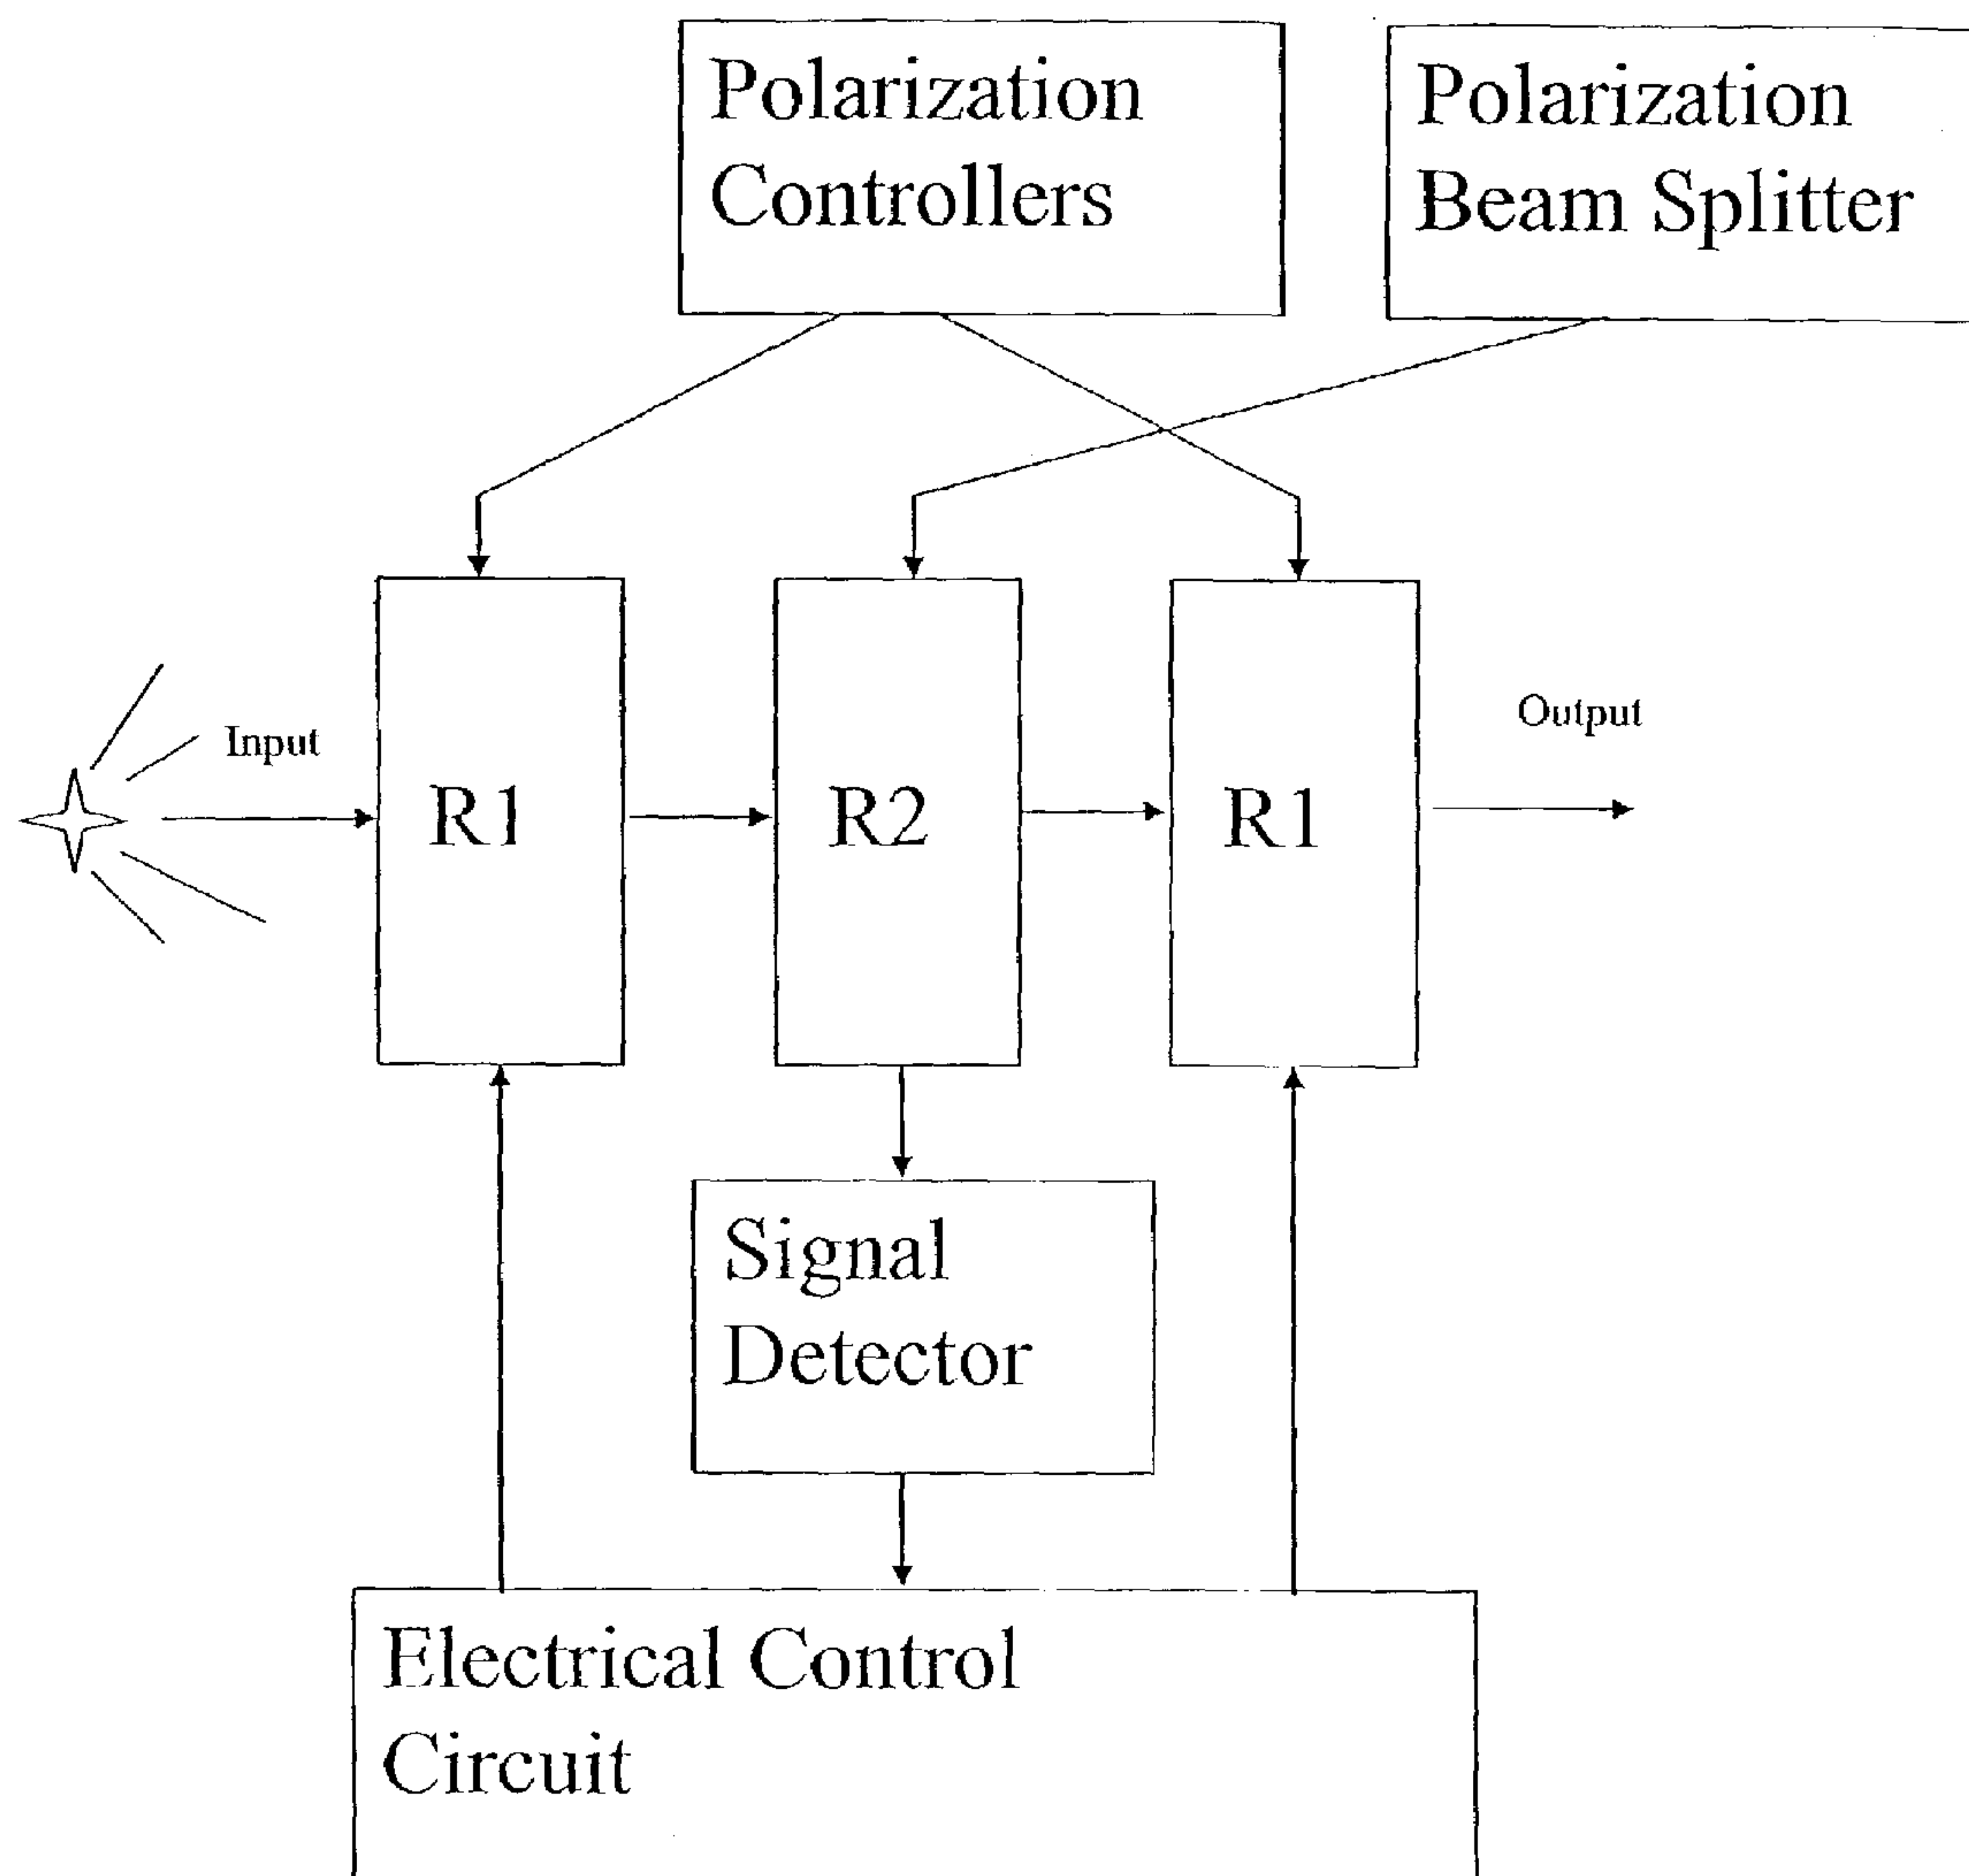 Polarization
Controllers
Polarization
Beam Splitter
Input
Output
R1
R2
R1
Signal
Detector
Electrical Control
Circuit